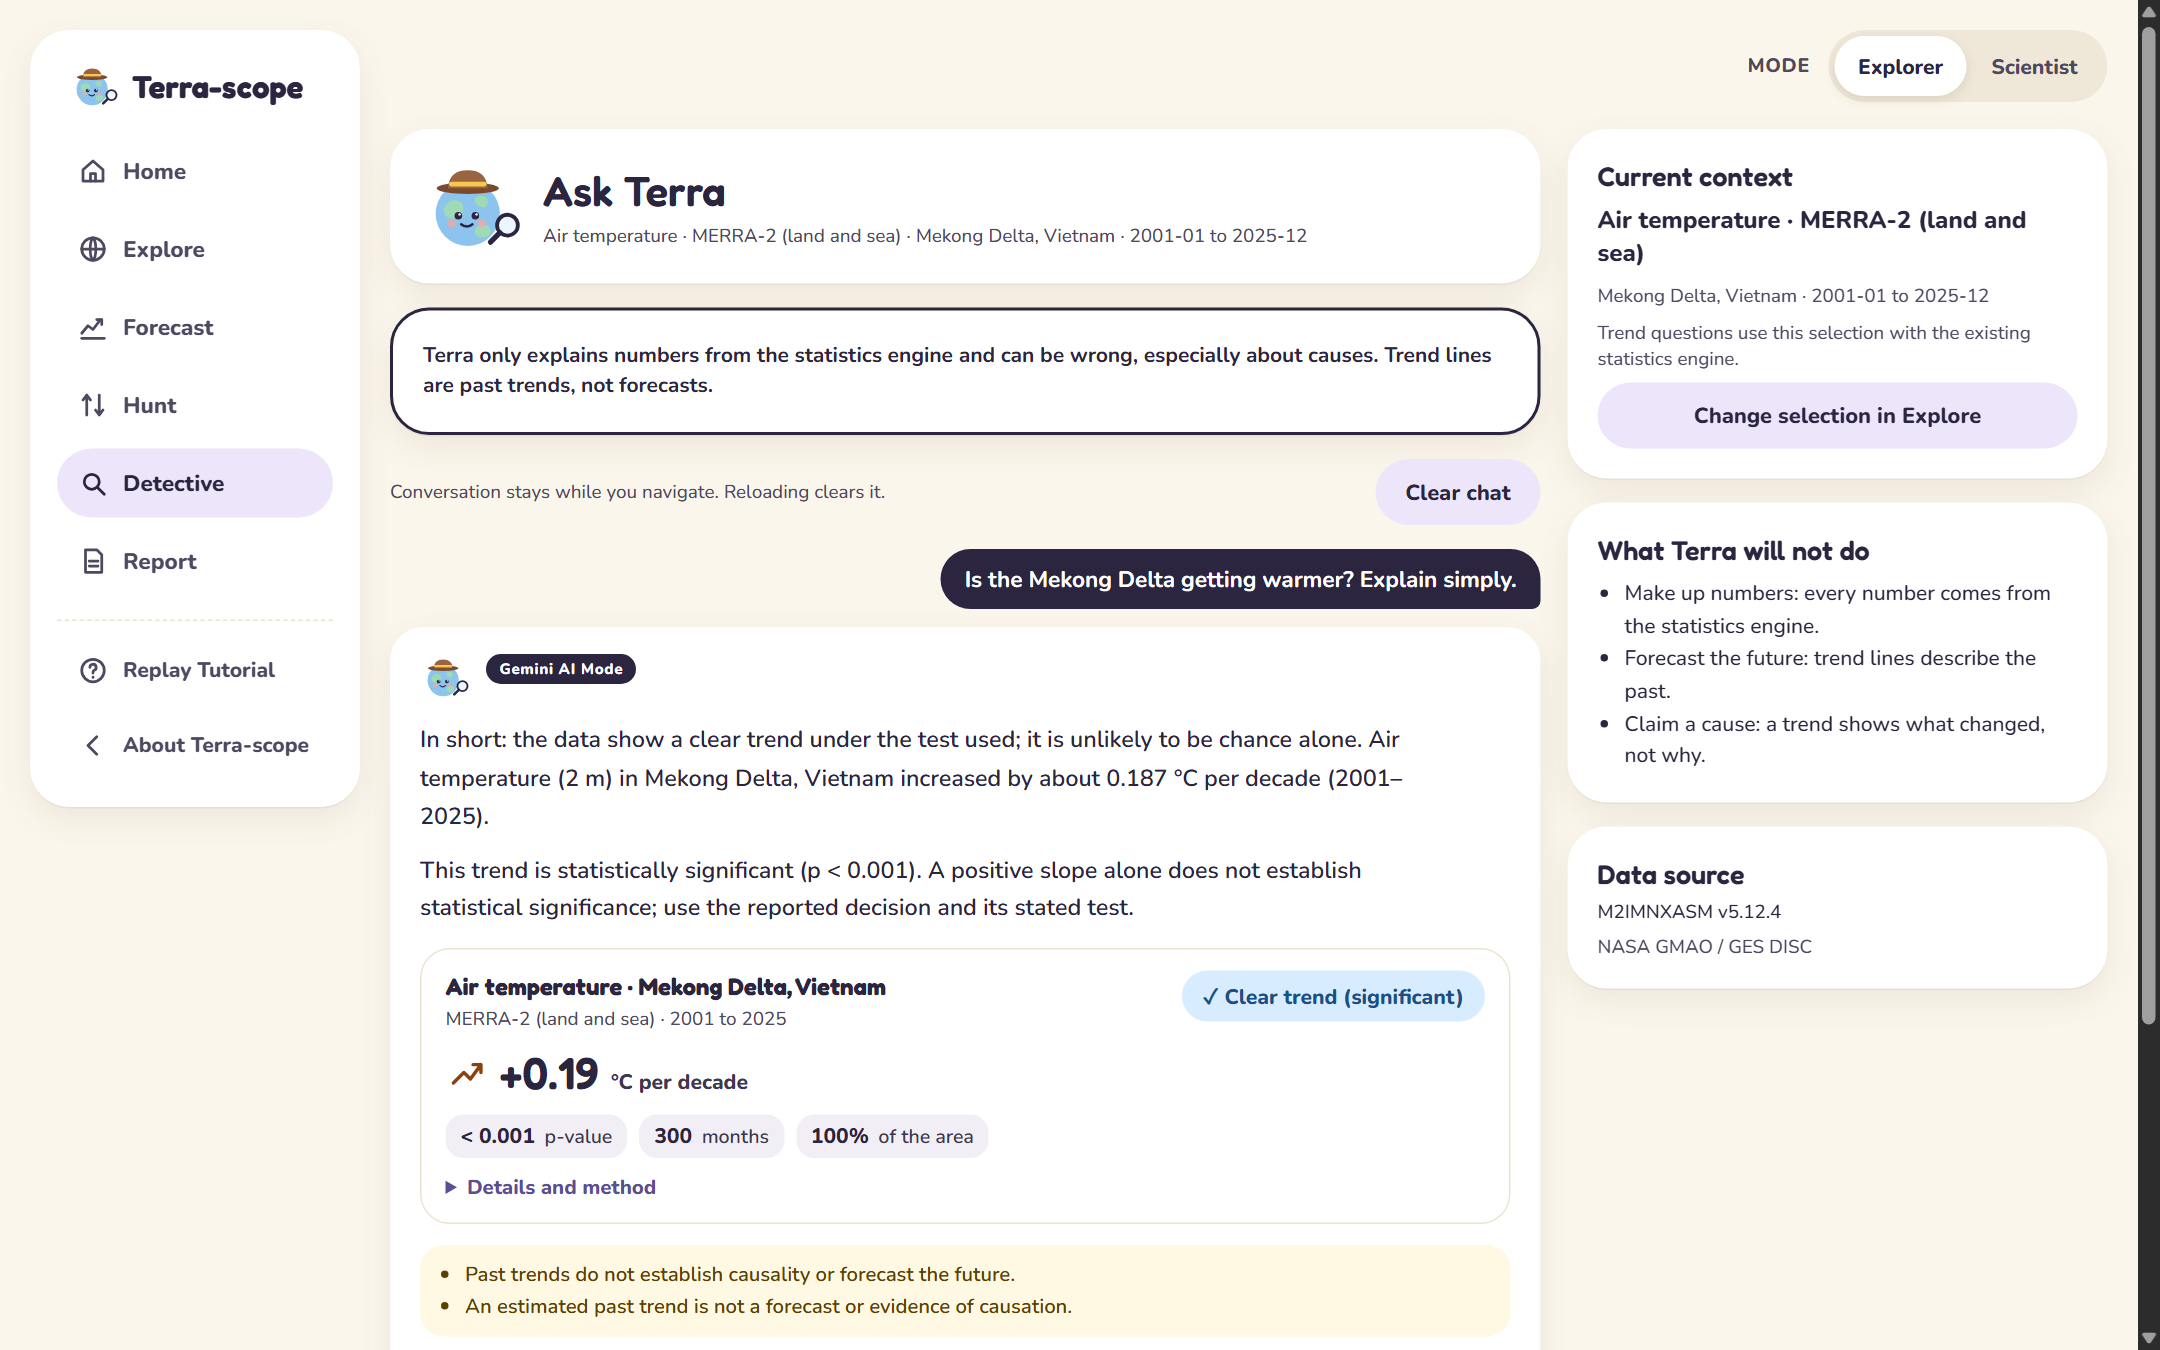 Terra-scope
Home
Explore
Forecast
Hunt
Detective
Report
Replay Tutorial
About Terra-scope
MODE
Explorer
Scientist
Ask Terra
Air temperature · MERRA-2 (land and sea) · Mekong Delta, Vietnam · 2001-01 to 2025-12
Terra only explains numbers from the statistics engine and can be wrong, especially about causes. Trend lines
are past trends, not forecasts.
Conversation stays while you navigate. Reloading clears it.
Clear chat
Is the Mekong Delta getting warmer? Explain simply.
Gemini AI Mode
In short: the data show a clear trend under the test used; it is unlikely to be chance alone. Air
temperature (2 m) in Mekong Delta, Vietnam increased by about 0.187 °C per decade (2001–
2025).
This trend is statistically significant (p < 0.001). A positive slope alone does not establish
statistical significance; use the reported decision and its stated test.
Air temperature · Mekong Delta, Vietnam
MERRA-2 (land and sea) · 2001 to 2025
✓ Clear trend (significant)
+0.19 °C per decade
< 0.001 p-value
300 months
100% of the area
Details and method
Past trends do not establish causality or forecast the future.
An estimated past trend is not a forecast or evidence of causation.
Current context
Air temperature · MERRA-2 (land and
sea)
Mekong Delta, Vietnam · 2001-01 to 2025-12
Trend questions use this selection with the existing
statistics engine.
Change selection in Explore
What Terra will not do
Make up numbers: every number comes from
the statistics engine.
Forecast the future: trend lines describe the
past.
Claim a cause: a trend shows what changed,
not why.
Data source
M2IMNXASM v5.12.4
NASA GMAO / GES DISC